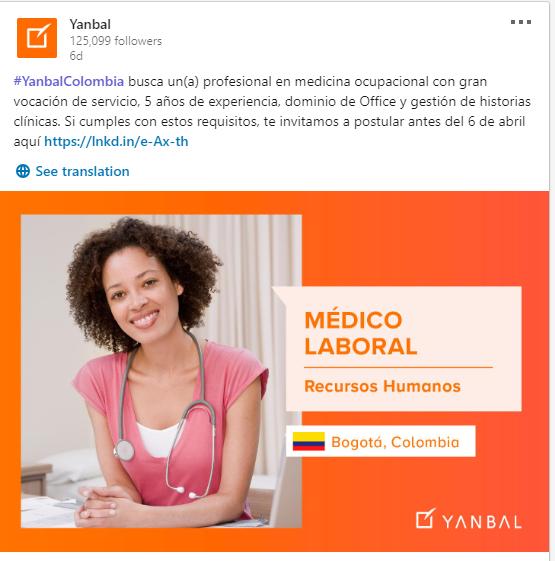 Yanbal
125,099 followers
6d
#YanbalColombia busca un(a) profesional en medicina ocupacional con gran
vocación de servicio, 5 años de experiencia, dominio de Office y gestión de historias
clínicas. Si cumples con estos requisitos, te invitamos a postular antes del 6 de abril
aquí https://lnkd.in/e-Ax-th
See translation
MÉDICO
LABORAL
Recursos Humanos
Bogotá, Colombia
YANBAL